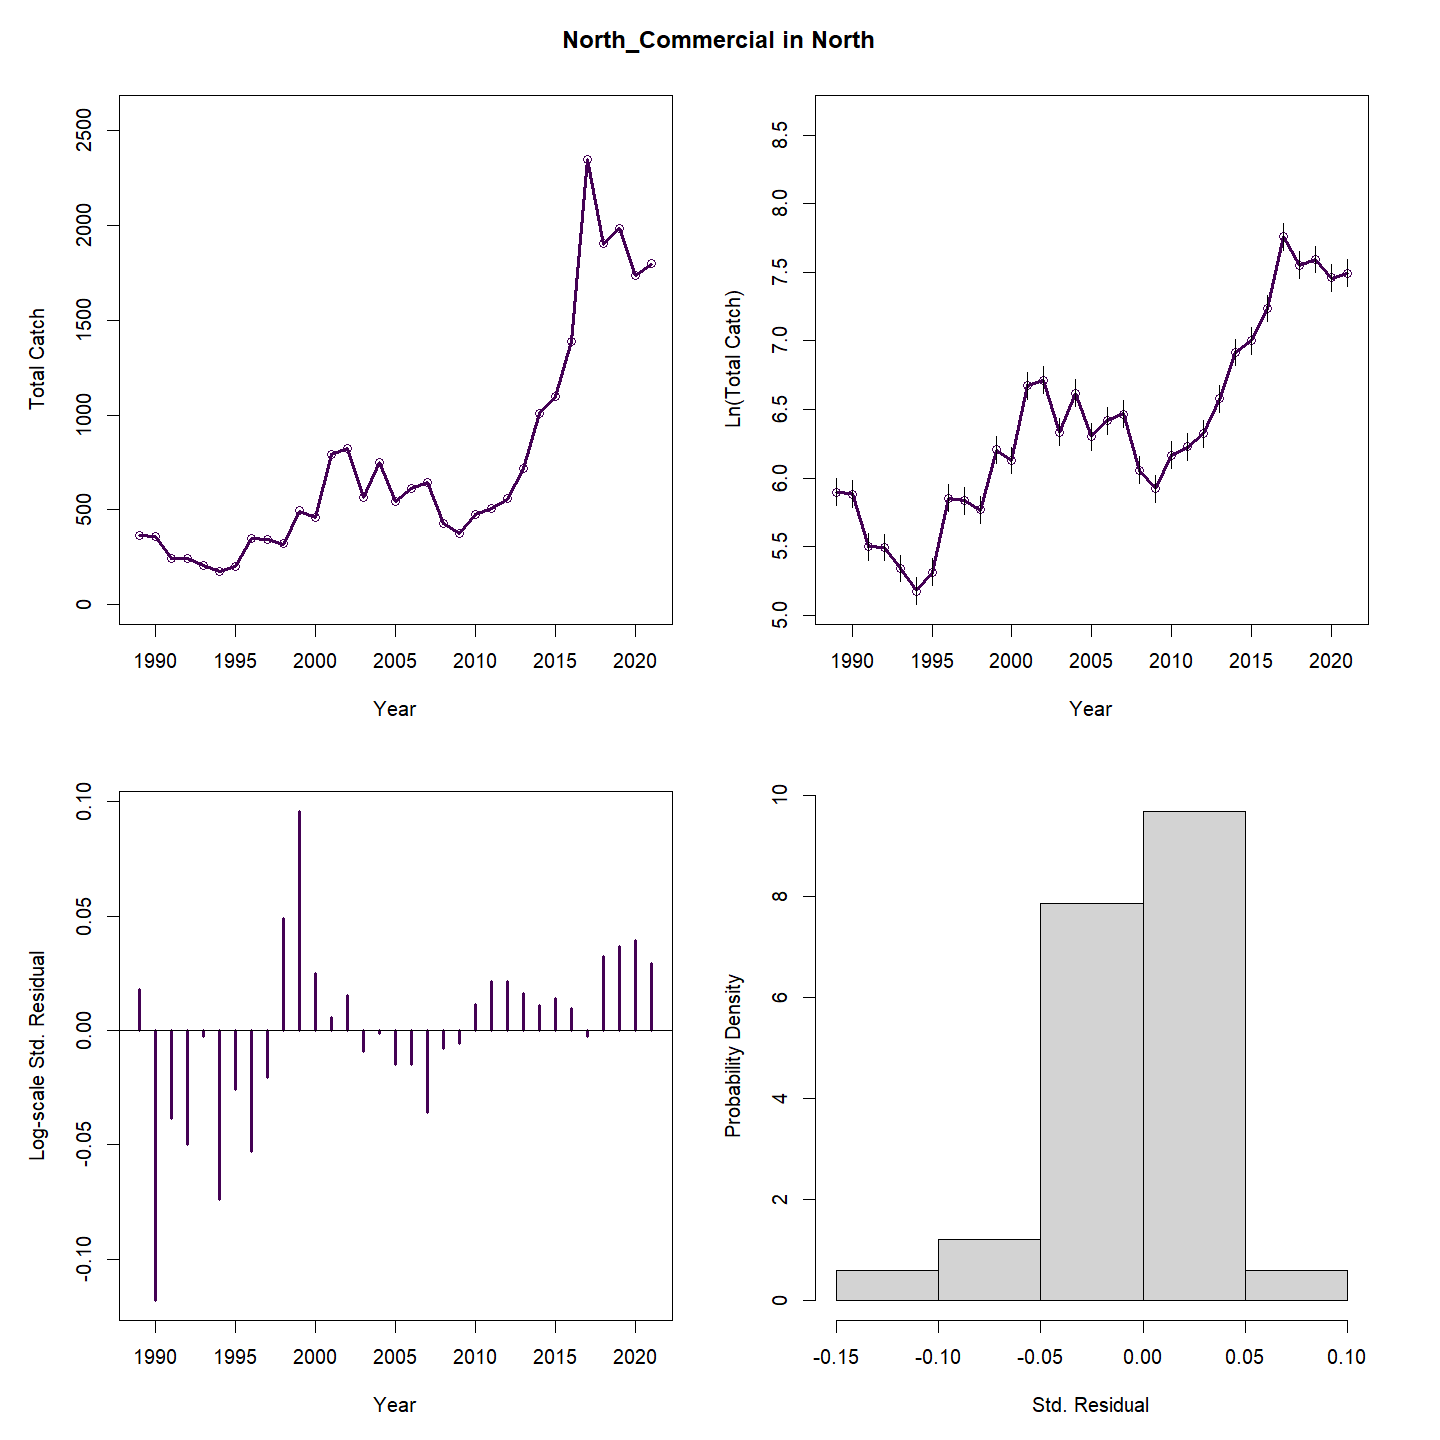 North_Commercial in North
Total Catch
2500
2000
1500
1000
500
0
1990 1995 2000 2005 2010 2015 2020
Year
Ln(Total Catch)
8.5
8.0
7.5
7.0
6.5
6.0
5.5
5.0
1990 1995 2000 2005 2010 2015 2020
Year
Log-scale Std. Residual
0.10
0.05
0.00
-0.05
-0.10
1990 1995 2000 2005 2010 2015 2020
Year
Probability Density
10
8
6
4
2
0
-0.15 -0.10 -0.05 0.00 0.05 0.10
Std. Residual